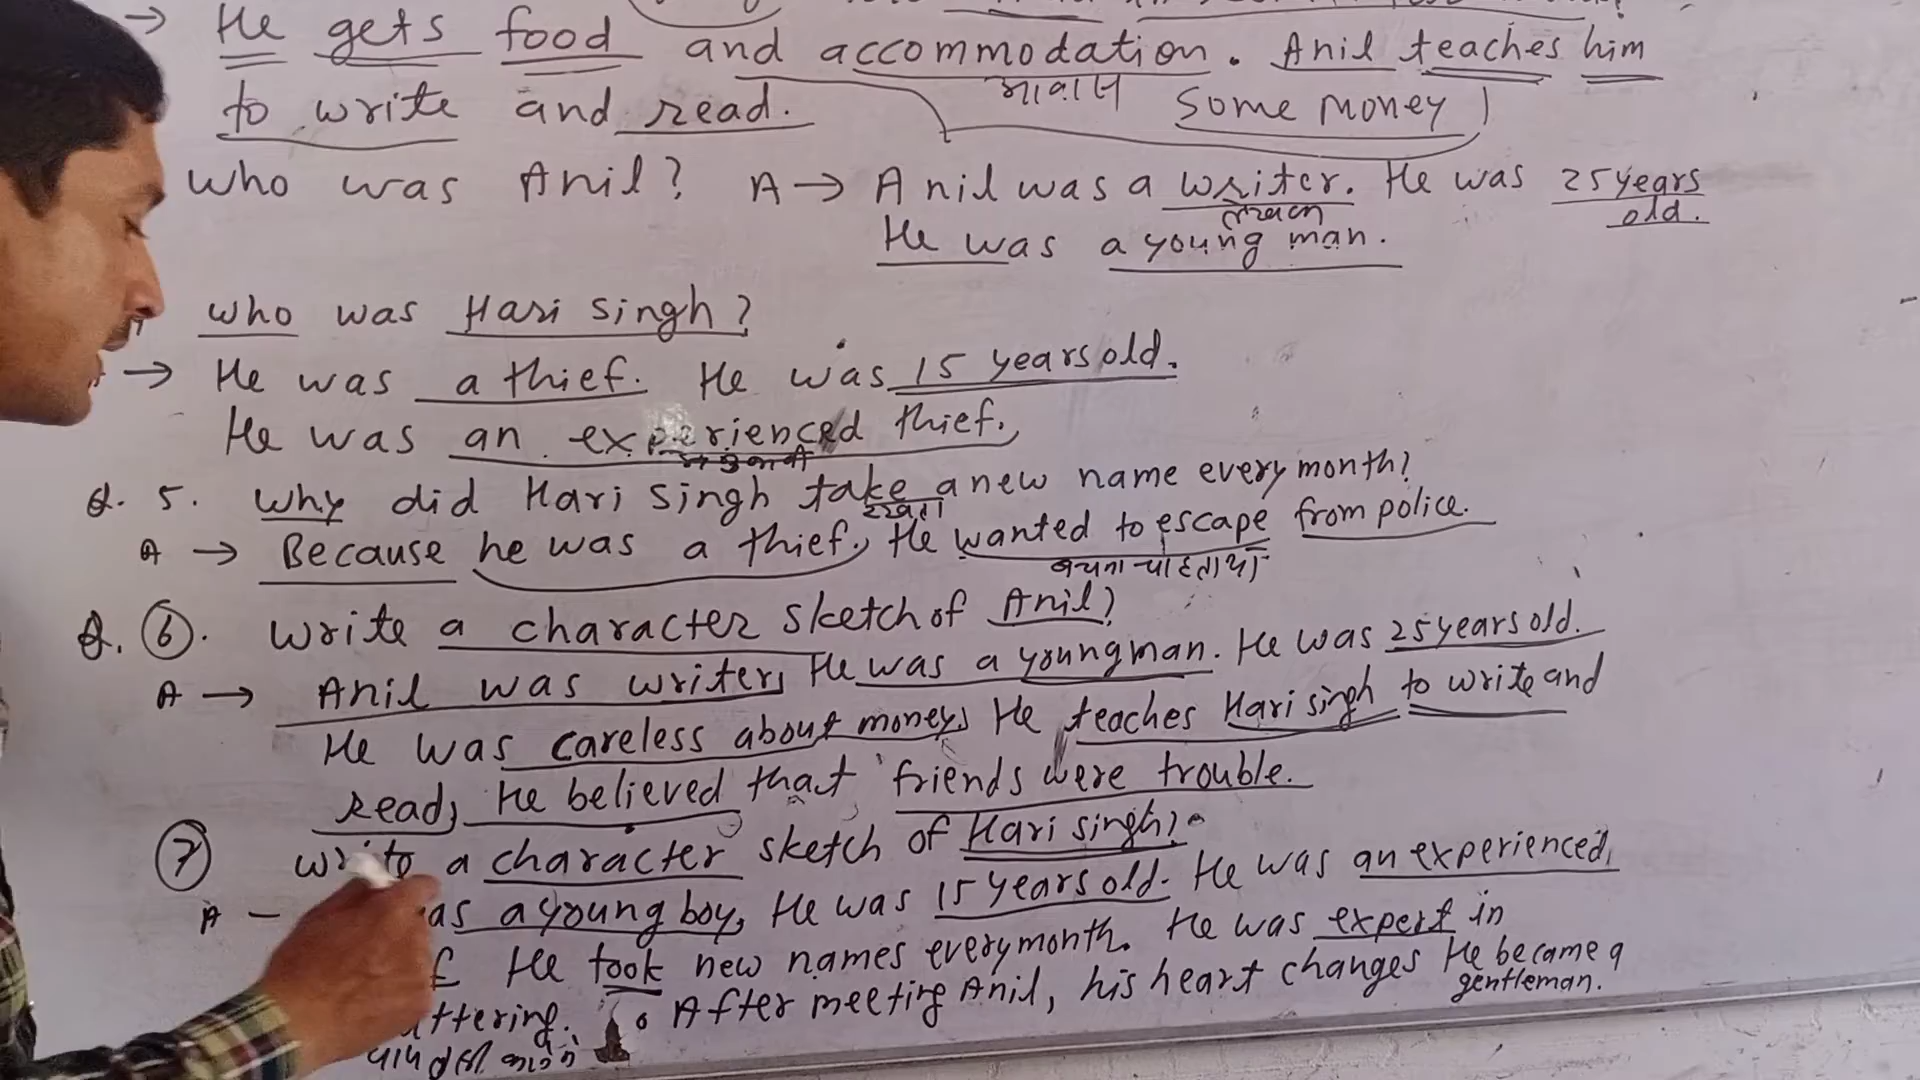 → He gets food and accommodation. Anil teaches him
आवास
to write and read. Some money)
Who was Anil? A → Anil was a writer. He was 25 years old.
लेखक
He was a young man.
who was Hari singh?
→ He was a thief. He was 15 years old.
He was an experienced thief.
Q. 5. Why did Hari singh take a new name every month?
A → Because he was a thief, He wanted to escape from police.
बचना चाहता था
Q. 6. Write a character sketch of Anil?
A → Anil was writer, He was a young man. He was 25 years old.
He was careless about money, He teaches Hari singh to write and
read, He believed that friends were trouble.
7 write a character sketch of Hari singh?
A – as a young boy, He was 15 years old. He was an experienced
f He took new names every month. He was expert in
attering. After meeting Anil, his heart changes He became a
gentleman.